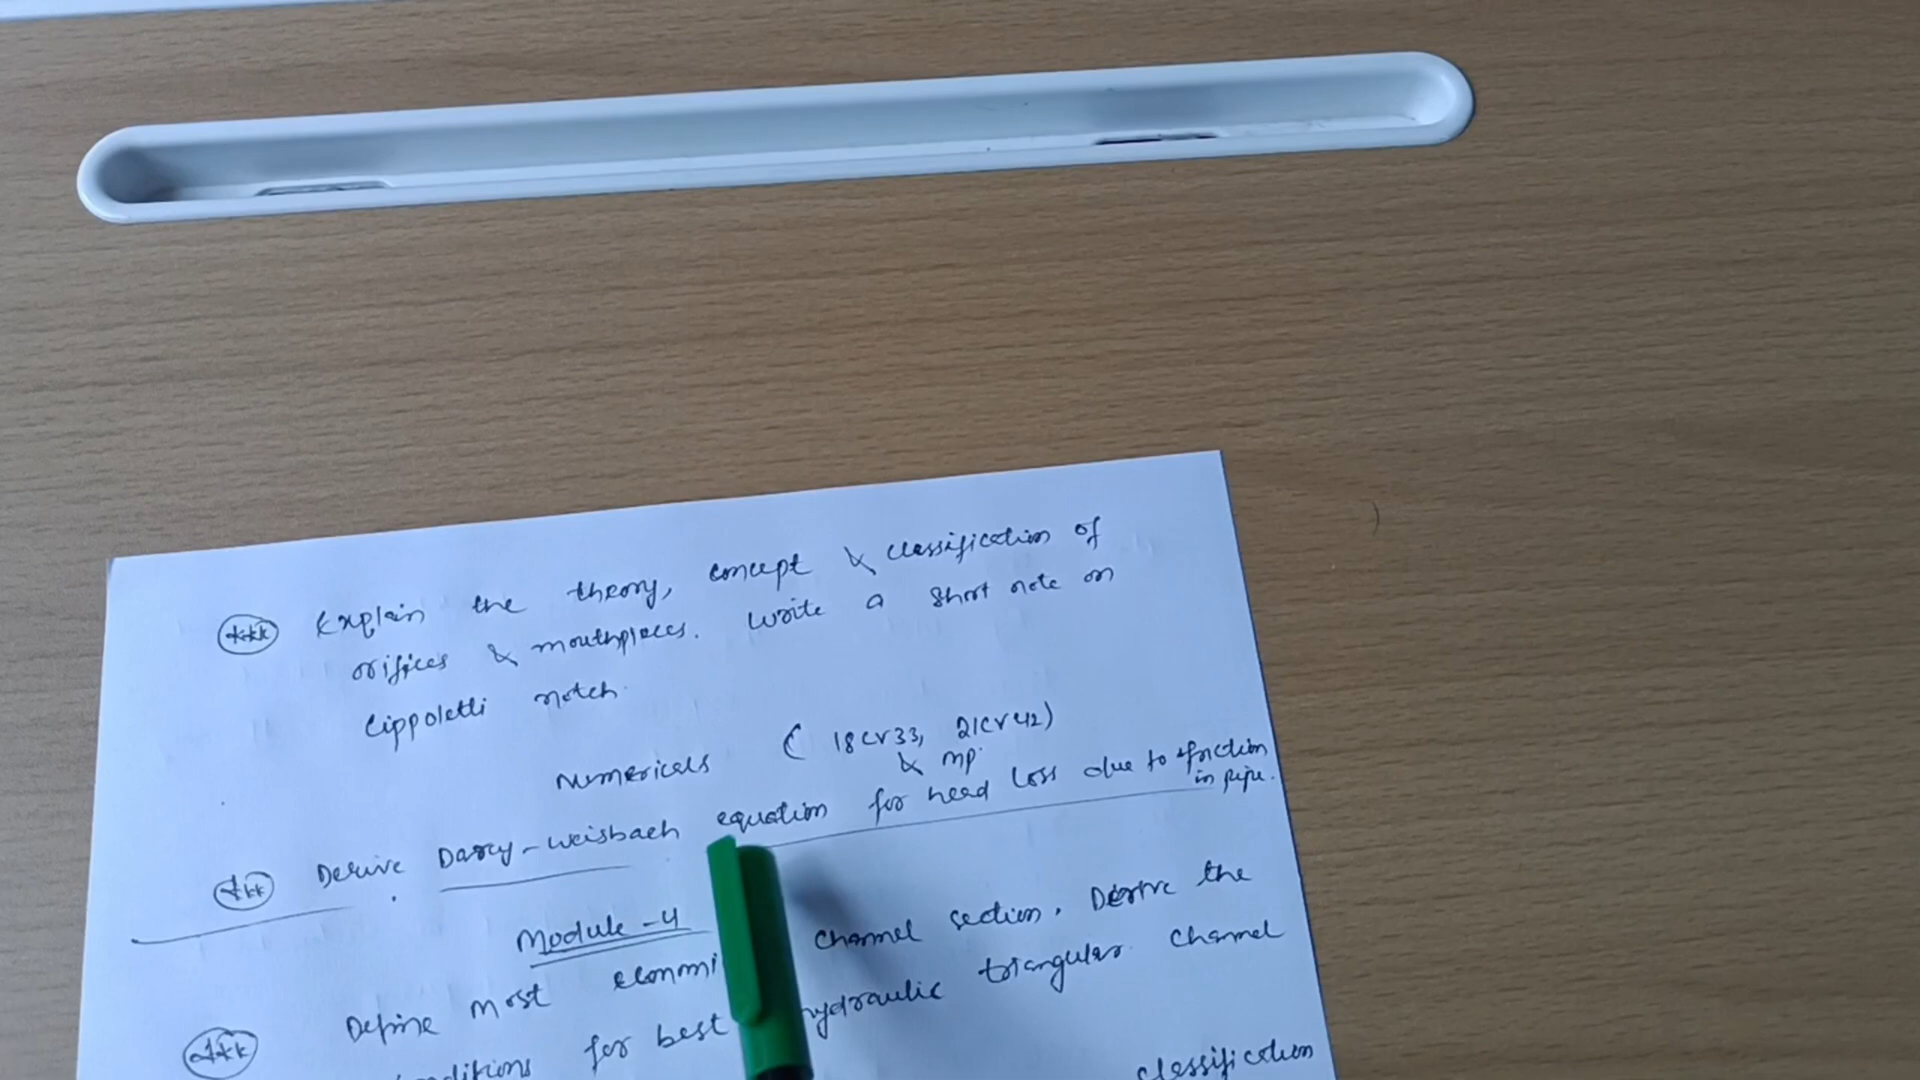 *** Explain the theory, concept & classification of
orifices & mouthpieces. Write a short note on
Cippoletti notch.
Numericals ( 18CV33, 21CV42)
& MP.
*** Derive Darcy-Weisbach equation for head loss due to friction
in pipe.
Module-4
*** Define most economi channel section. Derive the
nditions for best hydraulic triangular channel
classification